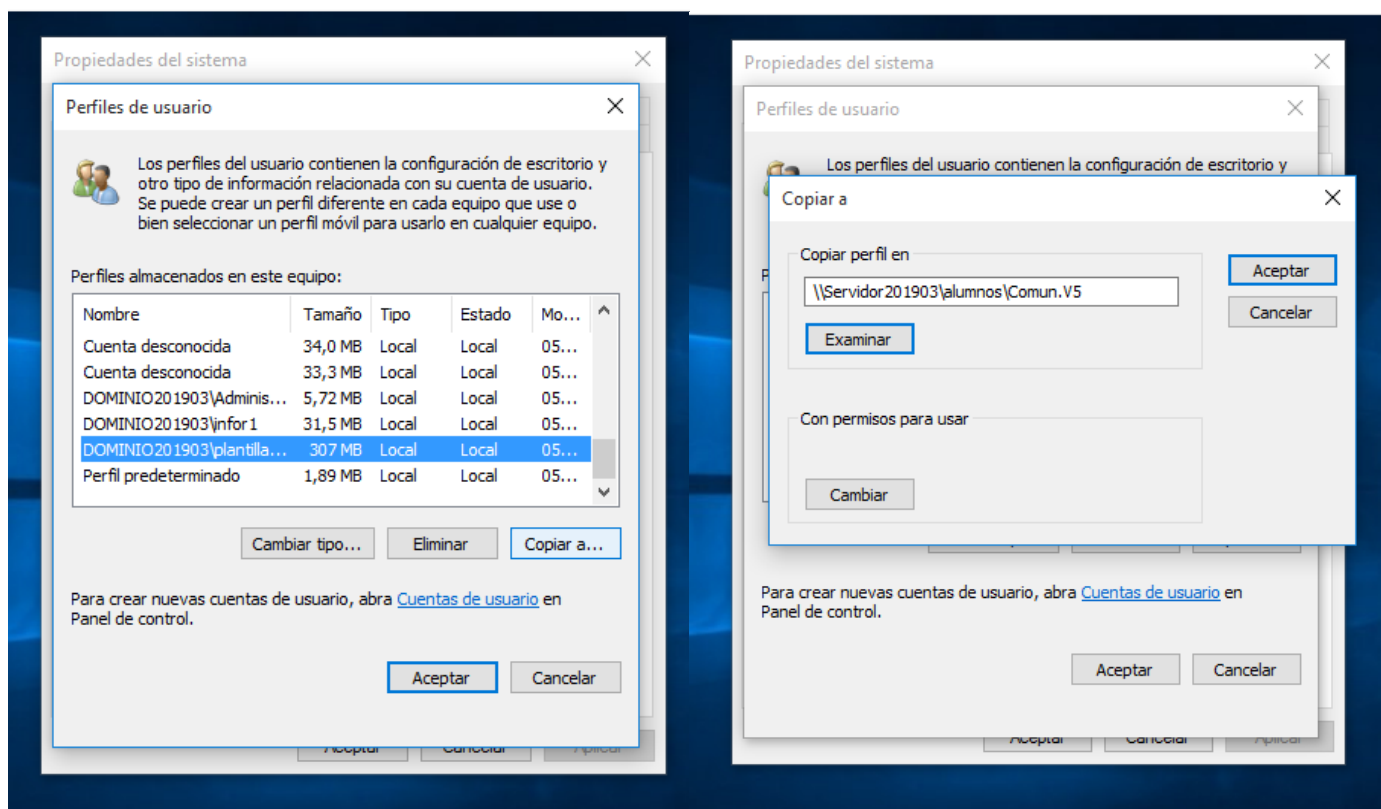 Propiedades del sistema
Perfiles de usuario
Los perfiles del usuario contienen la configuración de escritorio y
otro tipo de información relacionada con su cuenta de usuario.
Se puede crear un perfil diferente en cada equipo que use o
bien seleccionar un perfil móvil para usarlo en cualquier equipo.
Perfiles almacenados en este equipo:
Nombre Tamaño Tipo Estado Mo...
Cuenta desconocida 34,0 MB Local Local 05...
Cuenta desconocida 33,3 MB Local Local 05...
DOMINIO201903\Adminis... 5,72 MB Local Local 05...
DOMINIO201903\infor1 31,5 MB Local Local 05...
DOMINIO201903\plantilla... 307 MB Local Local 05...
Perfil predeterminado 1,89 MB Local Local 05...
Cambiar tipo... Eliminar Copiar a...
Para crear nuevas cuentas de usuario, abra Cuentas de usuario en
Panel de control.
Aceptar Cancelar
Aceptar Cancelar Aplicar
Propiedades del sistema
Perfiles de usuario
Los perfiles del usuario contienen la configuración de escritorio y
Copiar a
Copiar perfil en
\\Servidor201903\alumnos\Comun.V5
Examinar
Aceptar
Cancelar
Con permisos para usar
Cambiar
Para crear nuevas cuentas de usuario, abra Cuentas de usuario en
Panel de control.
Aceptar Cancelar
Aceptar Cancelar Aplicar